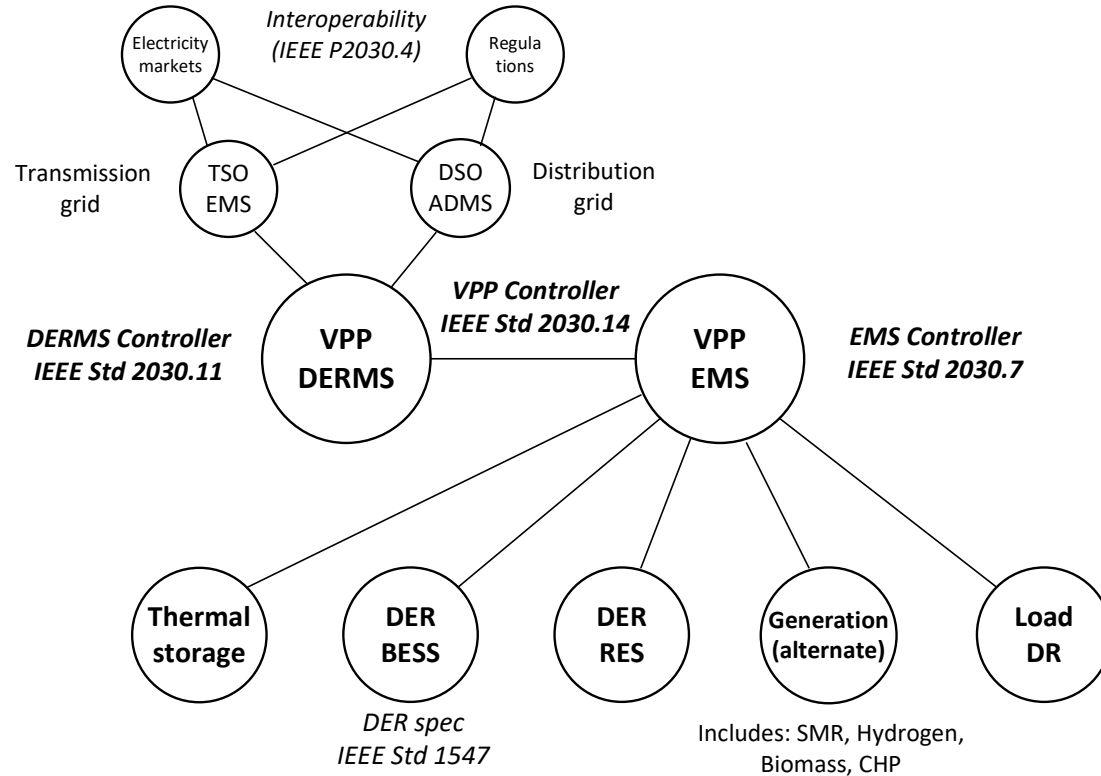 Electricity
markets
Interoperability
(IEEE P2030.4)
Regula
tions
Transmission
grid
TSO
EMS
DSO
ADMS
Distribution
grid
DERMS Controller
IEEE Std 2030.11
VPP
DERMS
VPP Controller
IEEE Std 2030.14
VPP
EMS
EMS Controller
IEEE Std 2030.7
Thermal
storage
DER
BESS
DER
RES
Generation
(alternate)
Load
DR
DER spec
IEEE Std 1547
Includes: SMR, Hydrogen,
Biomass, CHP